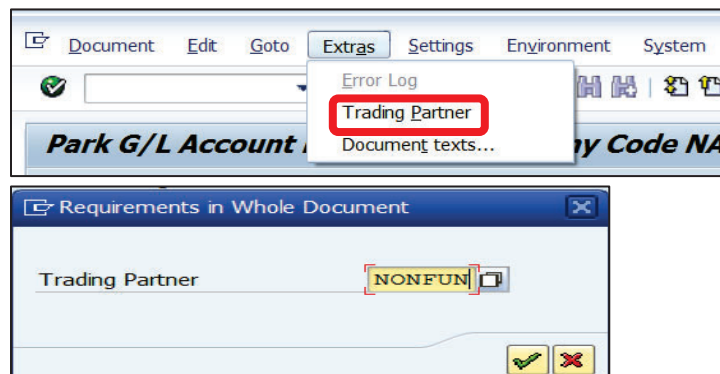 Document Edit Goto Extras Settings Environment System
Error Log
Trading Partner
Document texts...
Park G/L Account
ny Code NA
Requirements in Whole Document
Trading Partner NONFUN